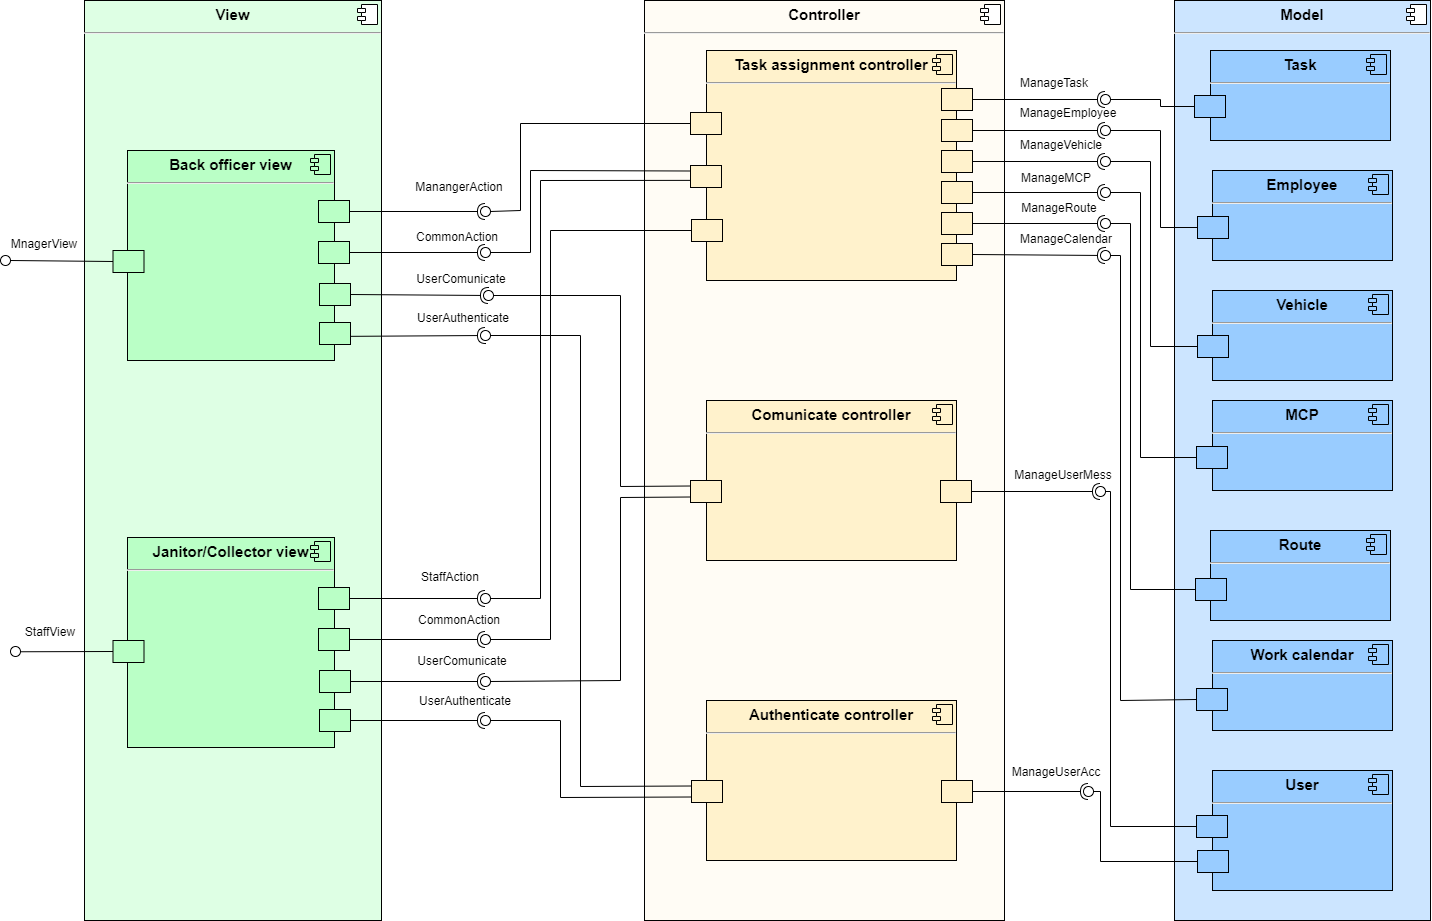 View
Controller
Model
Task assignment controller
Task
ManageTask
ManageEmployee
ManageVehicle
Back officer view
ManageMCP
Employee
ManangerAction
ManageRoute
CommonAction
ManageCalendar
MnagerView
UserComunicate
Vehicle
UserAuthenticate
Comunicate controller
MCP
ManageUserMess
Janitor/Collector view
Route
StaffAction
CommonAction
StaffView
UserComunicate
Work calendar
UserAuthenticate
Authenticate controller
ManageUserAcc
User